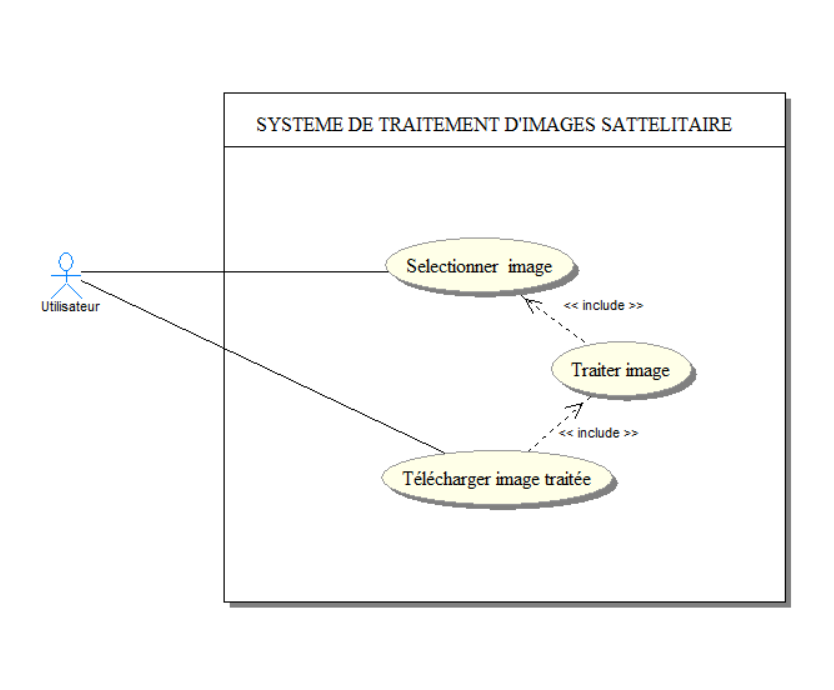 SYSTEME DE TRAITEMENT D'IMAGES SATTELITAIRE
Selectionner image
Utilisateur
<< include >>
Traiter image
<< include >>
Télécharger image traitée